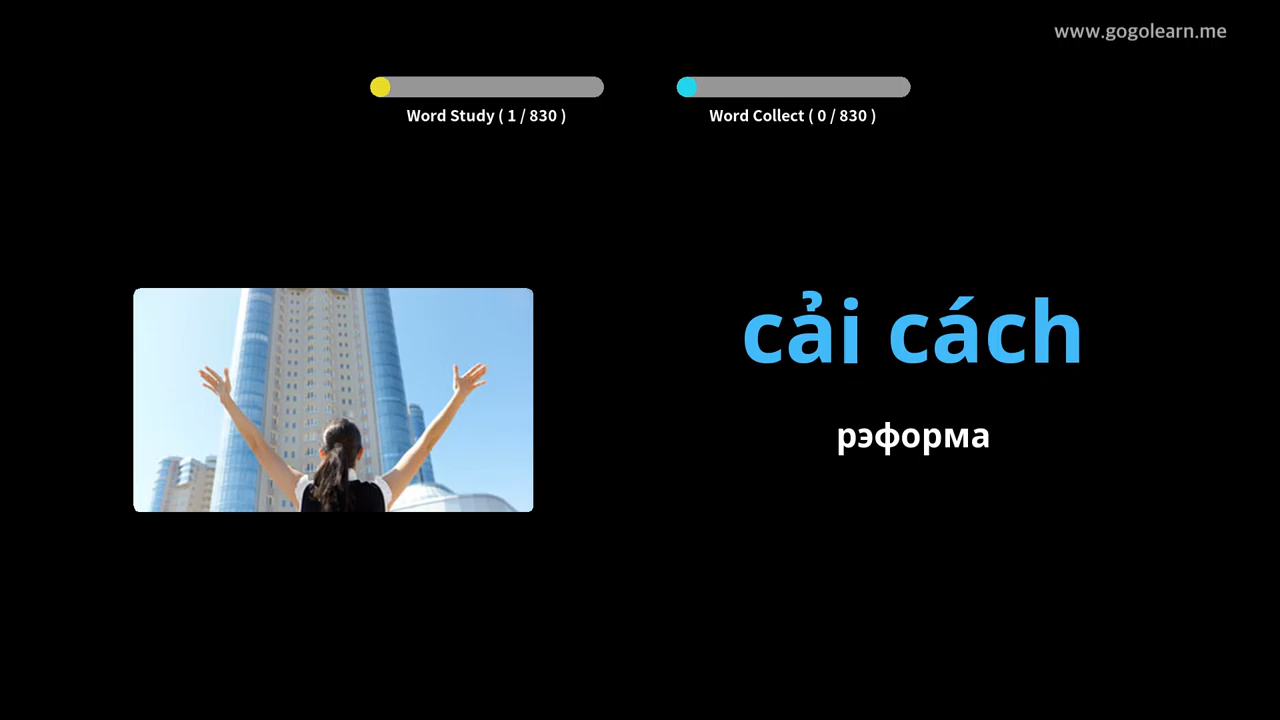 www.gogolearn.me
Word Study ( 1 / 830 )
Word Collect ( 0 / 830 )
cải cách
рэформа